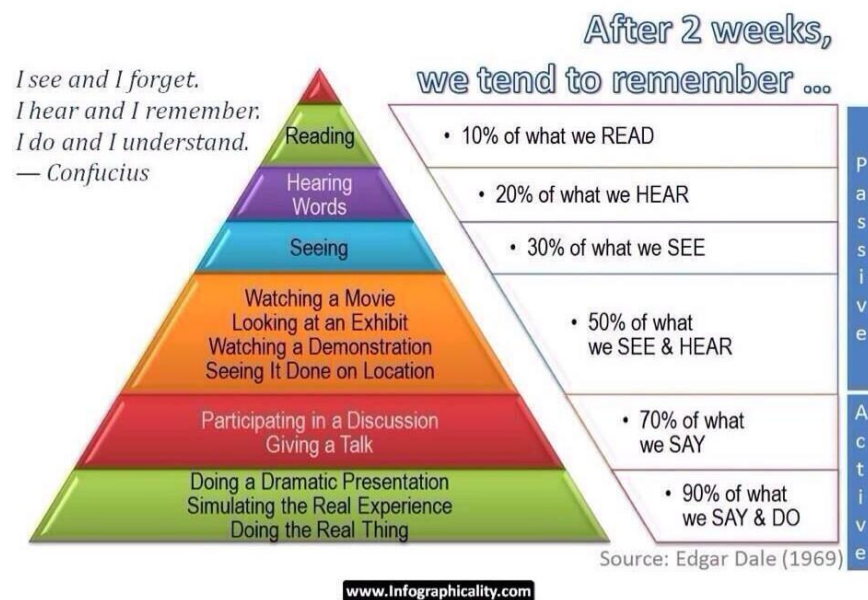 After 2 weeks,
we tend to remember ...
I see and I forget.
I hear and I remember.
I do and I understand.
— Confucius
Reading
• 10% of what we READ
Hearing
Words
• 20% of what we HEAR
Seeing
• 30% of what we SEE
Watching a Movie
Looking at an Exhibit
Watching a Demonstration
Seeing It Done on Location
• 50% of what
we SEE & HEAR
Passive
Participating in a Discussion
Giving a Talk
• 70% of what
we SAY
Doing a Dramatic Presentation
Simulating the Real Experience
Doing the Real Thing
• 90% of what
we SAY & DO
Active
Source: Edgar Dale (1969)
www.Infographicality.com